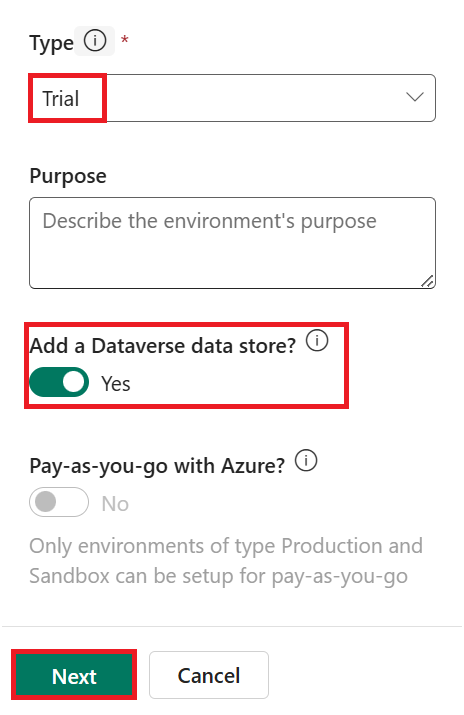 Type *
Trial
Purpose
Describe the environment's purpose
Add a Dataverse data store?
Yes
Pay-as-you-go with Azure?
No
Only environments of type Production and
Sandbox can be setup for pay-as-you-go
Next Cancel